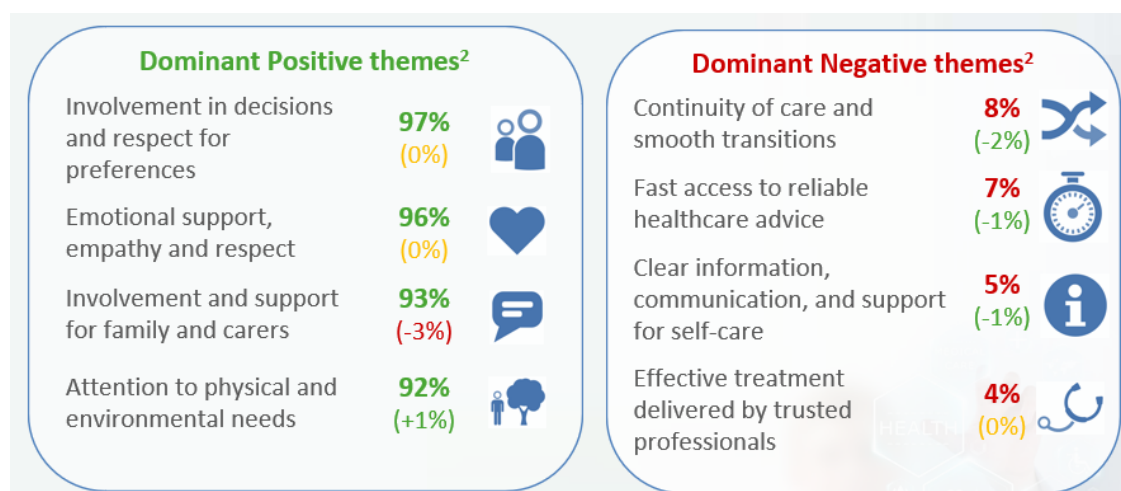 Dominant Positive themes²
Involvement in decisions
and respect for
preferences
97%
(0%)
Emotional support,
empathy and respect
96%
(0%)
Involvement and support
for family and carers
93%
(-3%)
Attention to physical and
environmental needs
92%
(+1%)
Dominant Negative themes²
Continuity of care and
smooth transitions
8%
(-2%)
Fast access to reliable
healthcare advice
7%
(-1%)
Clear information,
communication, and support
for self-care
5%
(-1%)
Effective treatment
delivered by trusted
professionals
4%
(0%)
HEALTH